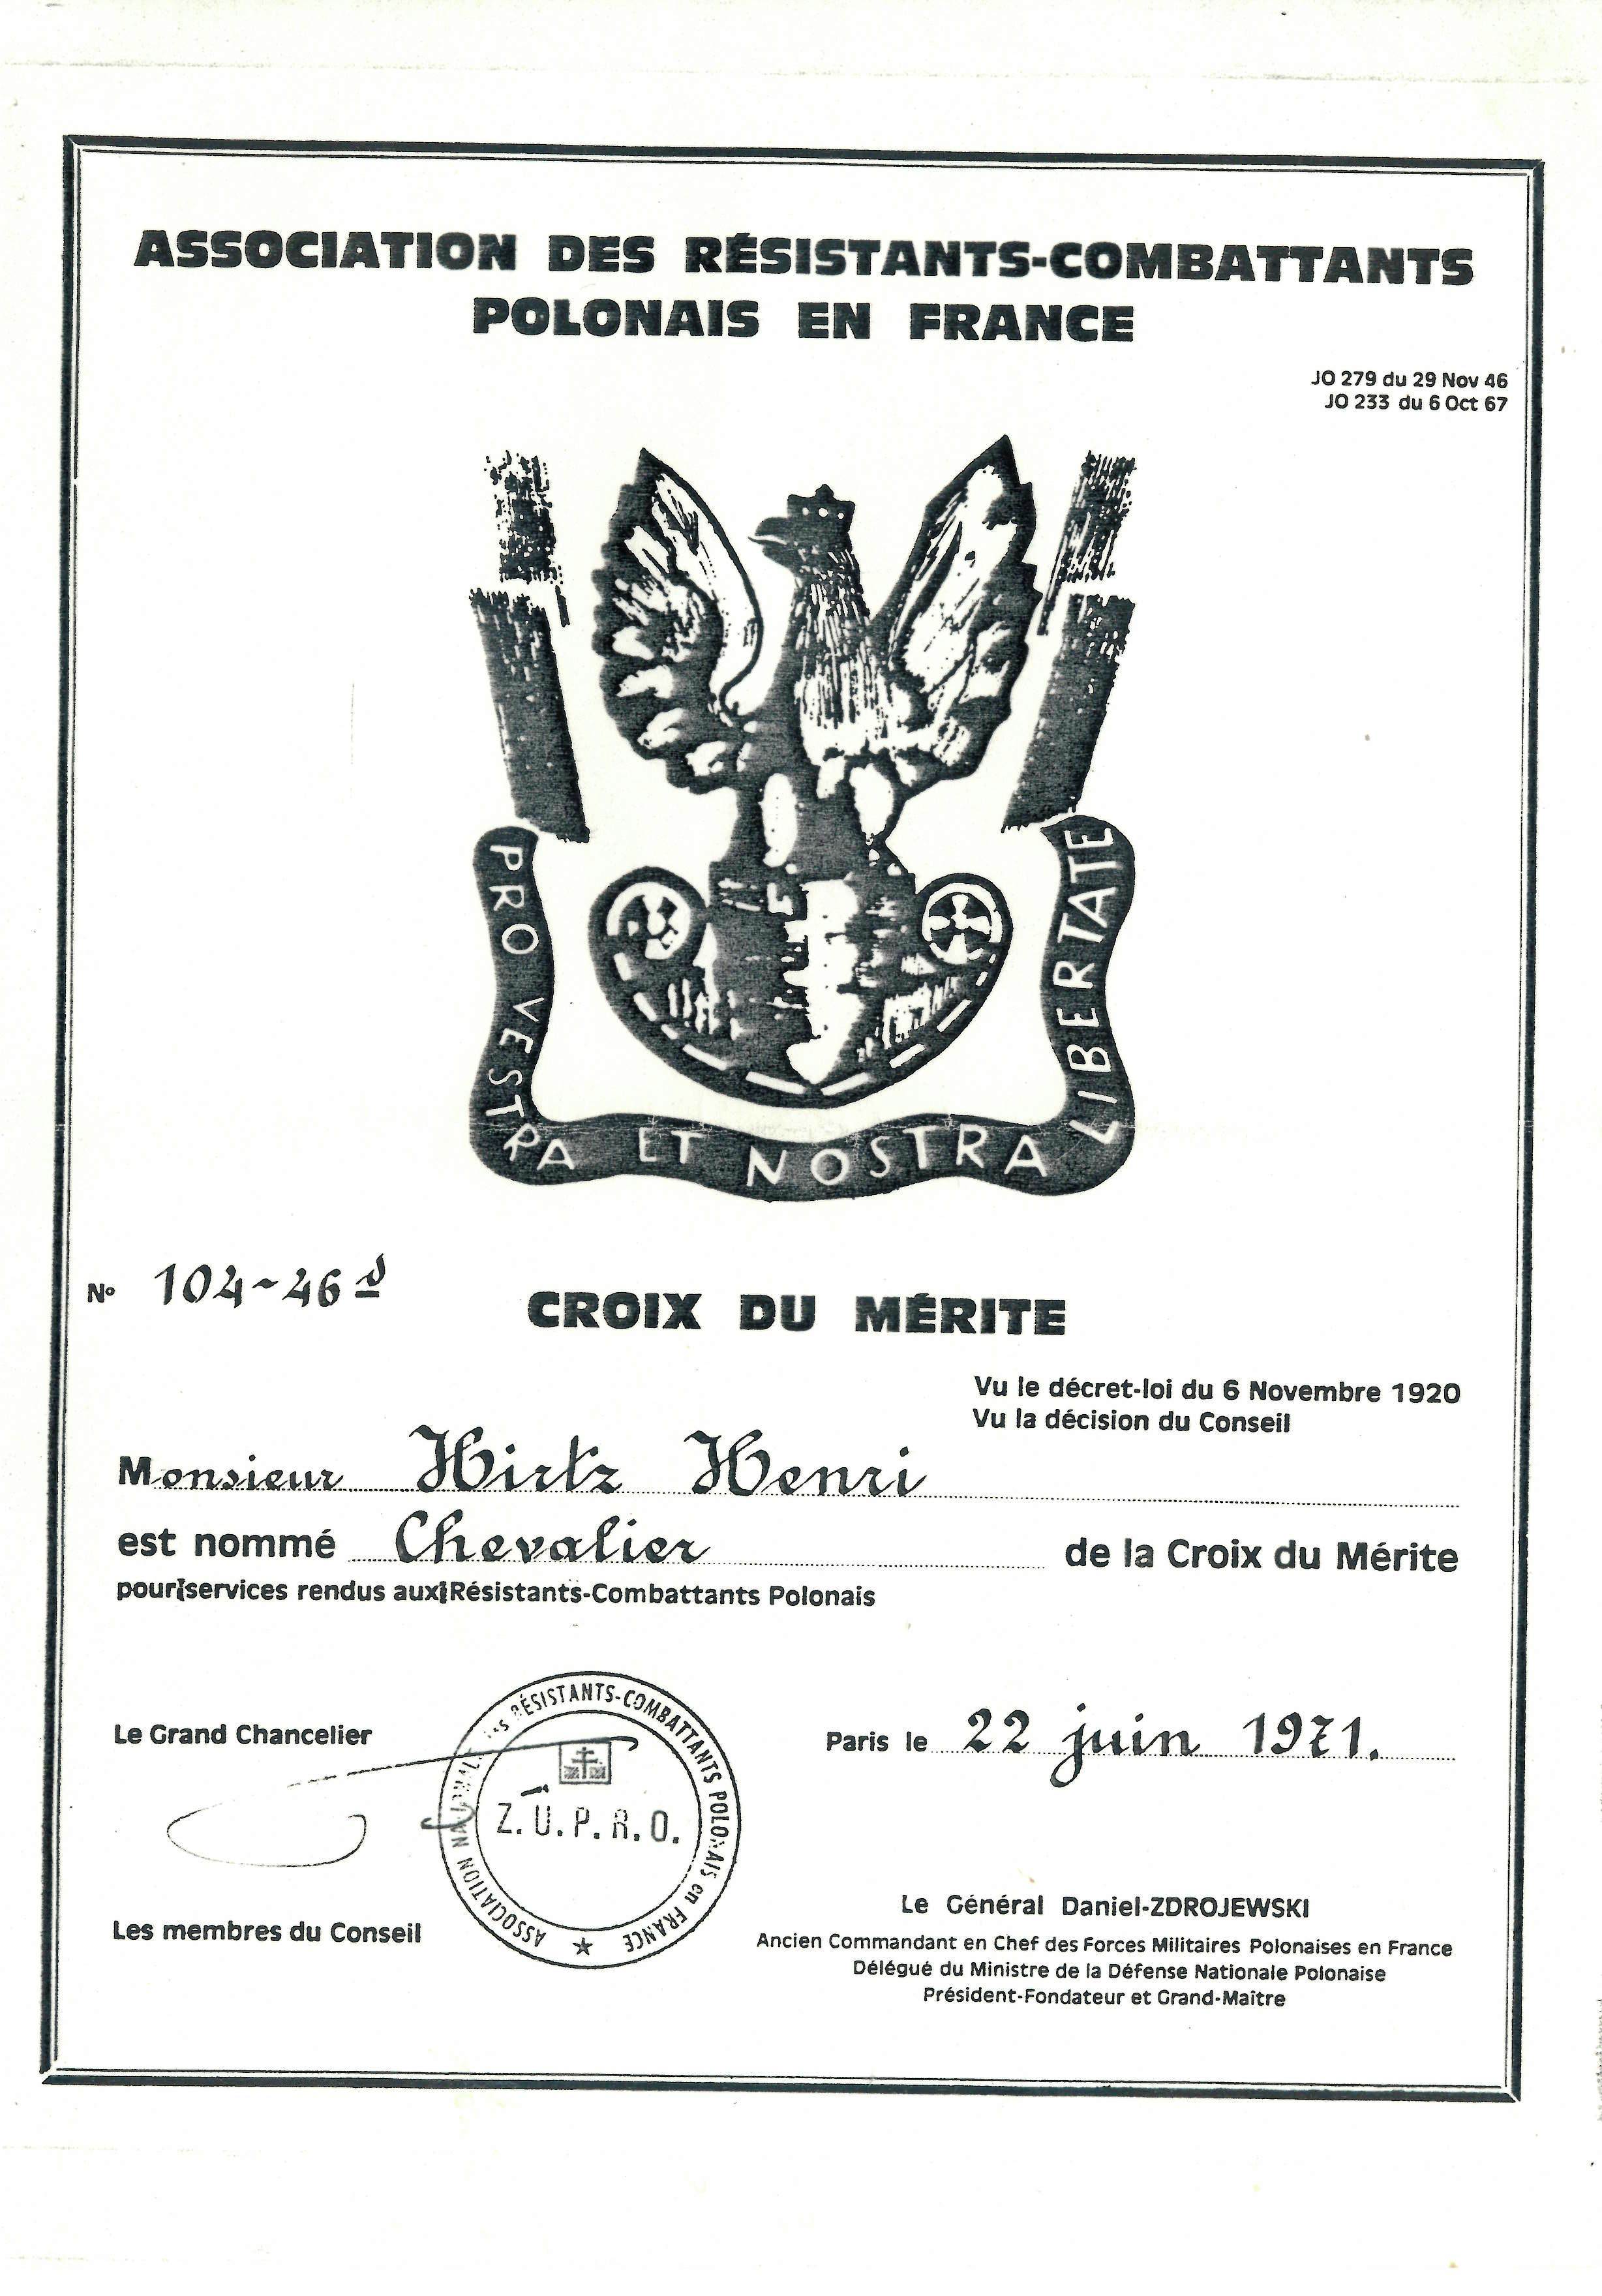 ASSOCIATION DES RÉSISTANTS-COMBATTANTS
POLONAIS EN FRANCE
JO 279 du 29 Nov 46
JO 233 du 6 Oct 67
PRO VESTRA ET NOSTRA LIBERTATE
No 104-46 d
CROIX DU MÉRITE
Vu le décret-loi du 6 Novembre 1920
Vu la décision du Conseil
Monsieur Hirtz Henri
est nommé Chevalier de la Croix du Mérite
pour services rendus aux Résistants-Combattants Polonais
Le Grand Chancelier
Paris le 22 juin 1971.
ASSOCIATION NATIONALE des RÉSISTANTS-COMBATTANTS POLONAIS en FRANCE
Z.U.P.R.O.
Les membres du Conseil
Le Général Daniel-ZDROJEWSKI
Ancien Commandant en Chef des Forces Militaires Polonaises en France
Délégué du Ministre de la Défense Nationale Polonaise
Président-Fondateur et Grand-Maître